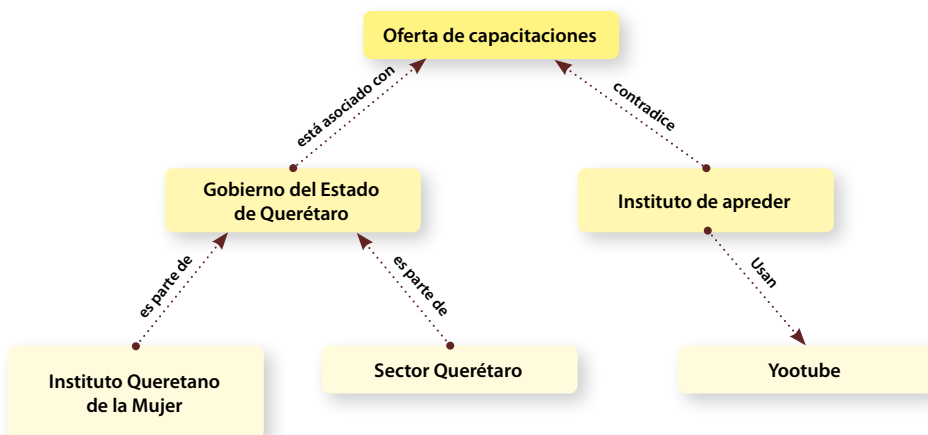 Oferta de capacitaciones
está asociado con
contradice
Gobierno del Estado
de Querétaro
Instituto de apreder
es parte de
es parte de
Usan
Instituto Queretano
de la Mujer
Sector Querétaro
Yootube